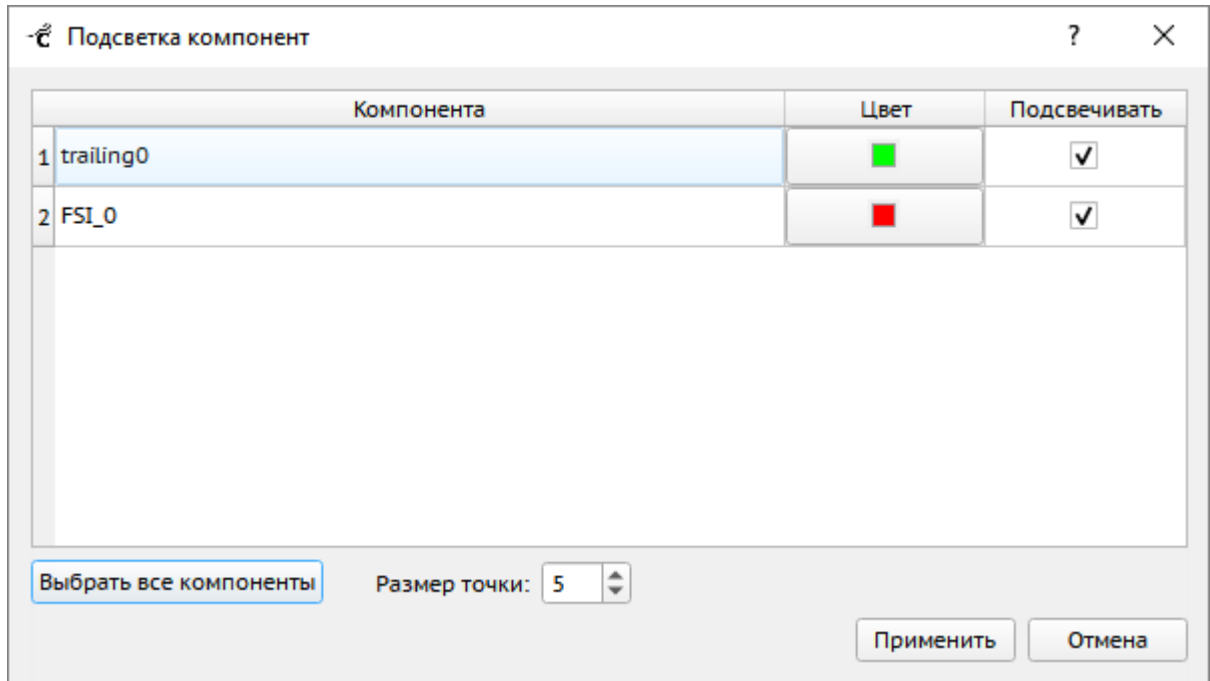 Подсветка компонент ?
Компонента Цвет Подсвечивать
1 trailing0
2 FSI_0
Выбрать все компоненты Размер точки: 5
Применить Отмена